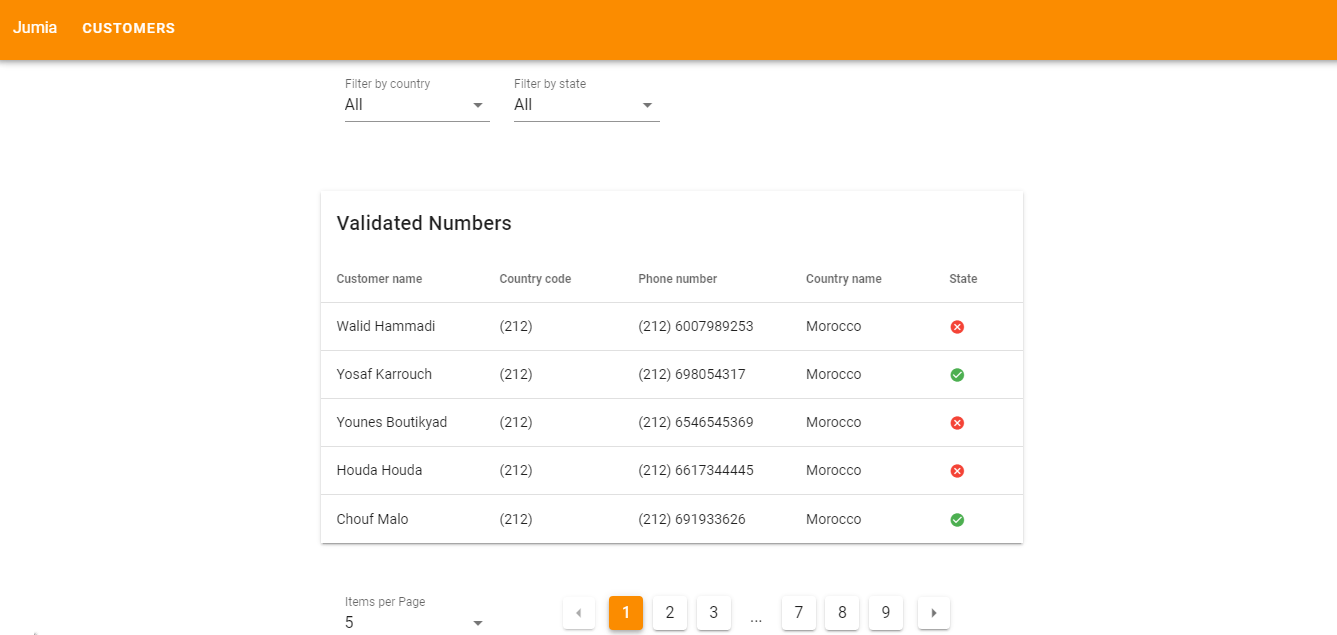 Jumia CUSTOMERS
Filter by country Filter by state
All All
Validated Numbers
Customer name Country code Phone number Country name State
Walid Hammadi (212) (212) 6007989253 Morocco
Yosaf Karrouch (212) (212) 698054317 Morocco
Younes Boutikyad (212) (212) 6546545369 Morocco
Houda Houda (212) (212) 6617344445 Morocco
Chouf Malo (212) (212) 691933626 Morocco
Items per Page
5 1 2 3 ... 7 8 9